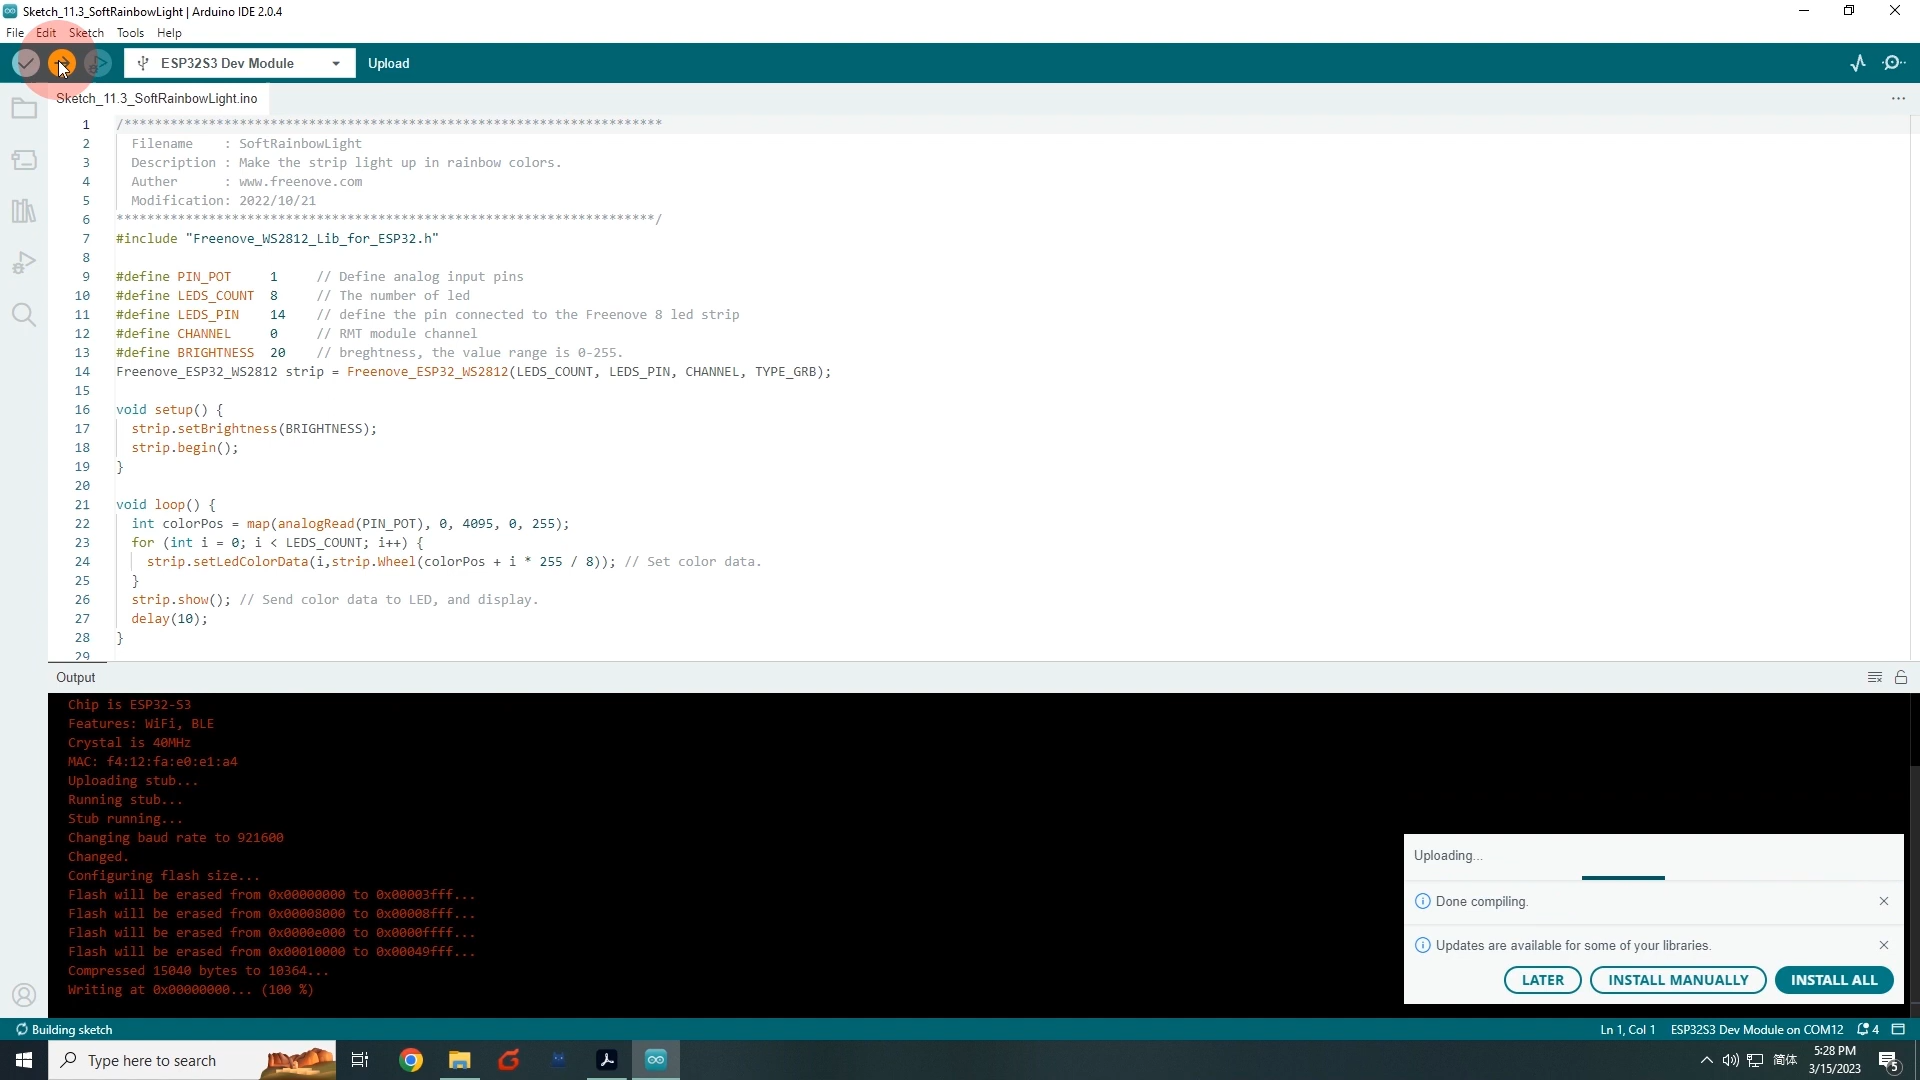 Sketch_11.3_SoftRainbowLight | Arduino IDE 2.0.4
File Edit Sketch Tools Help
ESP32S3 Dev Module Upload
Sketch_11.3_SoftRainbowLight.ino
1 /**********************************************************************
2 Filename    : SoftRainbowLight
3 Description : Make the strip light up in rainbow colors.
4 Auther      : www.freenove.com
5 Modification: 2022/10/21
6 **********************************************************************/
7 #include "Freenove_WS2812_Lib_for_ESP32.h"
8
9 #define PIN_POT     1     // Define analog input pins
10 #define LEDS_COUNT  8     // The number of led
11 #define LEDS_PIN    14    // define the pin connected to the Freenove 8 led strip
12 #define CHANNEL     0     // RMT module channel
13 #define BRIGHTNESS  20    // breghtness, the value range is 0-255.
14 Freenove_ESP32_WS2812 strip = Freenove_ESP32_WS2812(LEDS_COUNT, LEDS_PIN, CHANNEL, TYPE_GRB);
15
16 void setup() {
17 strip.setBrightness(BRIGHTNESS);
18 strip.begin();
19 }
20
21 void loop() {
22 int colorPos = map(analogRead(PIN_POT), 0, 4095, 0, 255);
23 for (int i = 0; i < LEDS_COUNT; i++) {
24 strip.setLedColorData(i,strip.Wheel(colorPos + i * 255 / 8)); // Set color data.
25 }
26 strip.show(); // Send color data to LED, and display.
27 delay(10);
28 }
29
Output
Chip is ESP32-S3
Features: WiFi, BLE
Crystal is 40MHz
MAC: f4:12:fa:e0:e1:a4
Uploading stub...
Running stub...
Stub running...
Changing baud rate to 921600
Changed.
Configuring flash size...
Flash will be erased from 0x00000000 to 0x00003fff...
Flash will be erased from 0x00008000 to 0x00008fff...
Flash will be erased from 0x0000e000 to 0x0000ffff...
Flash will be erased from 0x00010000 to 0x00049fff...
Compressed 15040 bytes to 10364...
Writing at 0x00000000... (100 %)
Uploading...
Done compiling.
Updates are available for some of your libraries.
LATER INSTALL MANUALLY INSTALL ALL
Building sketch Ln 1, Col 1 ESP32S3 Dev Module on COM12 4
Type here to search 简体 5:28 PM
3/15/2023 5